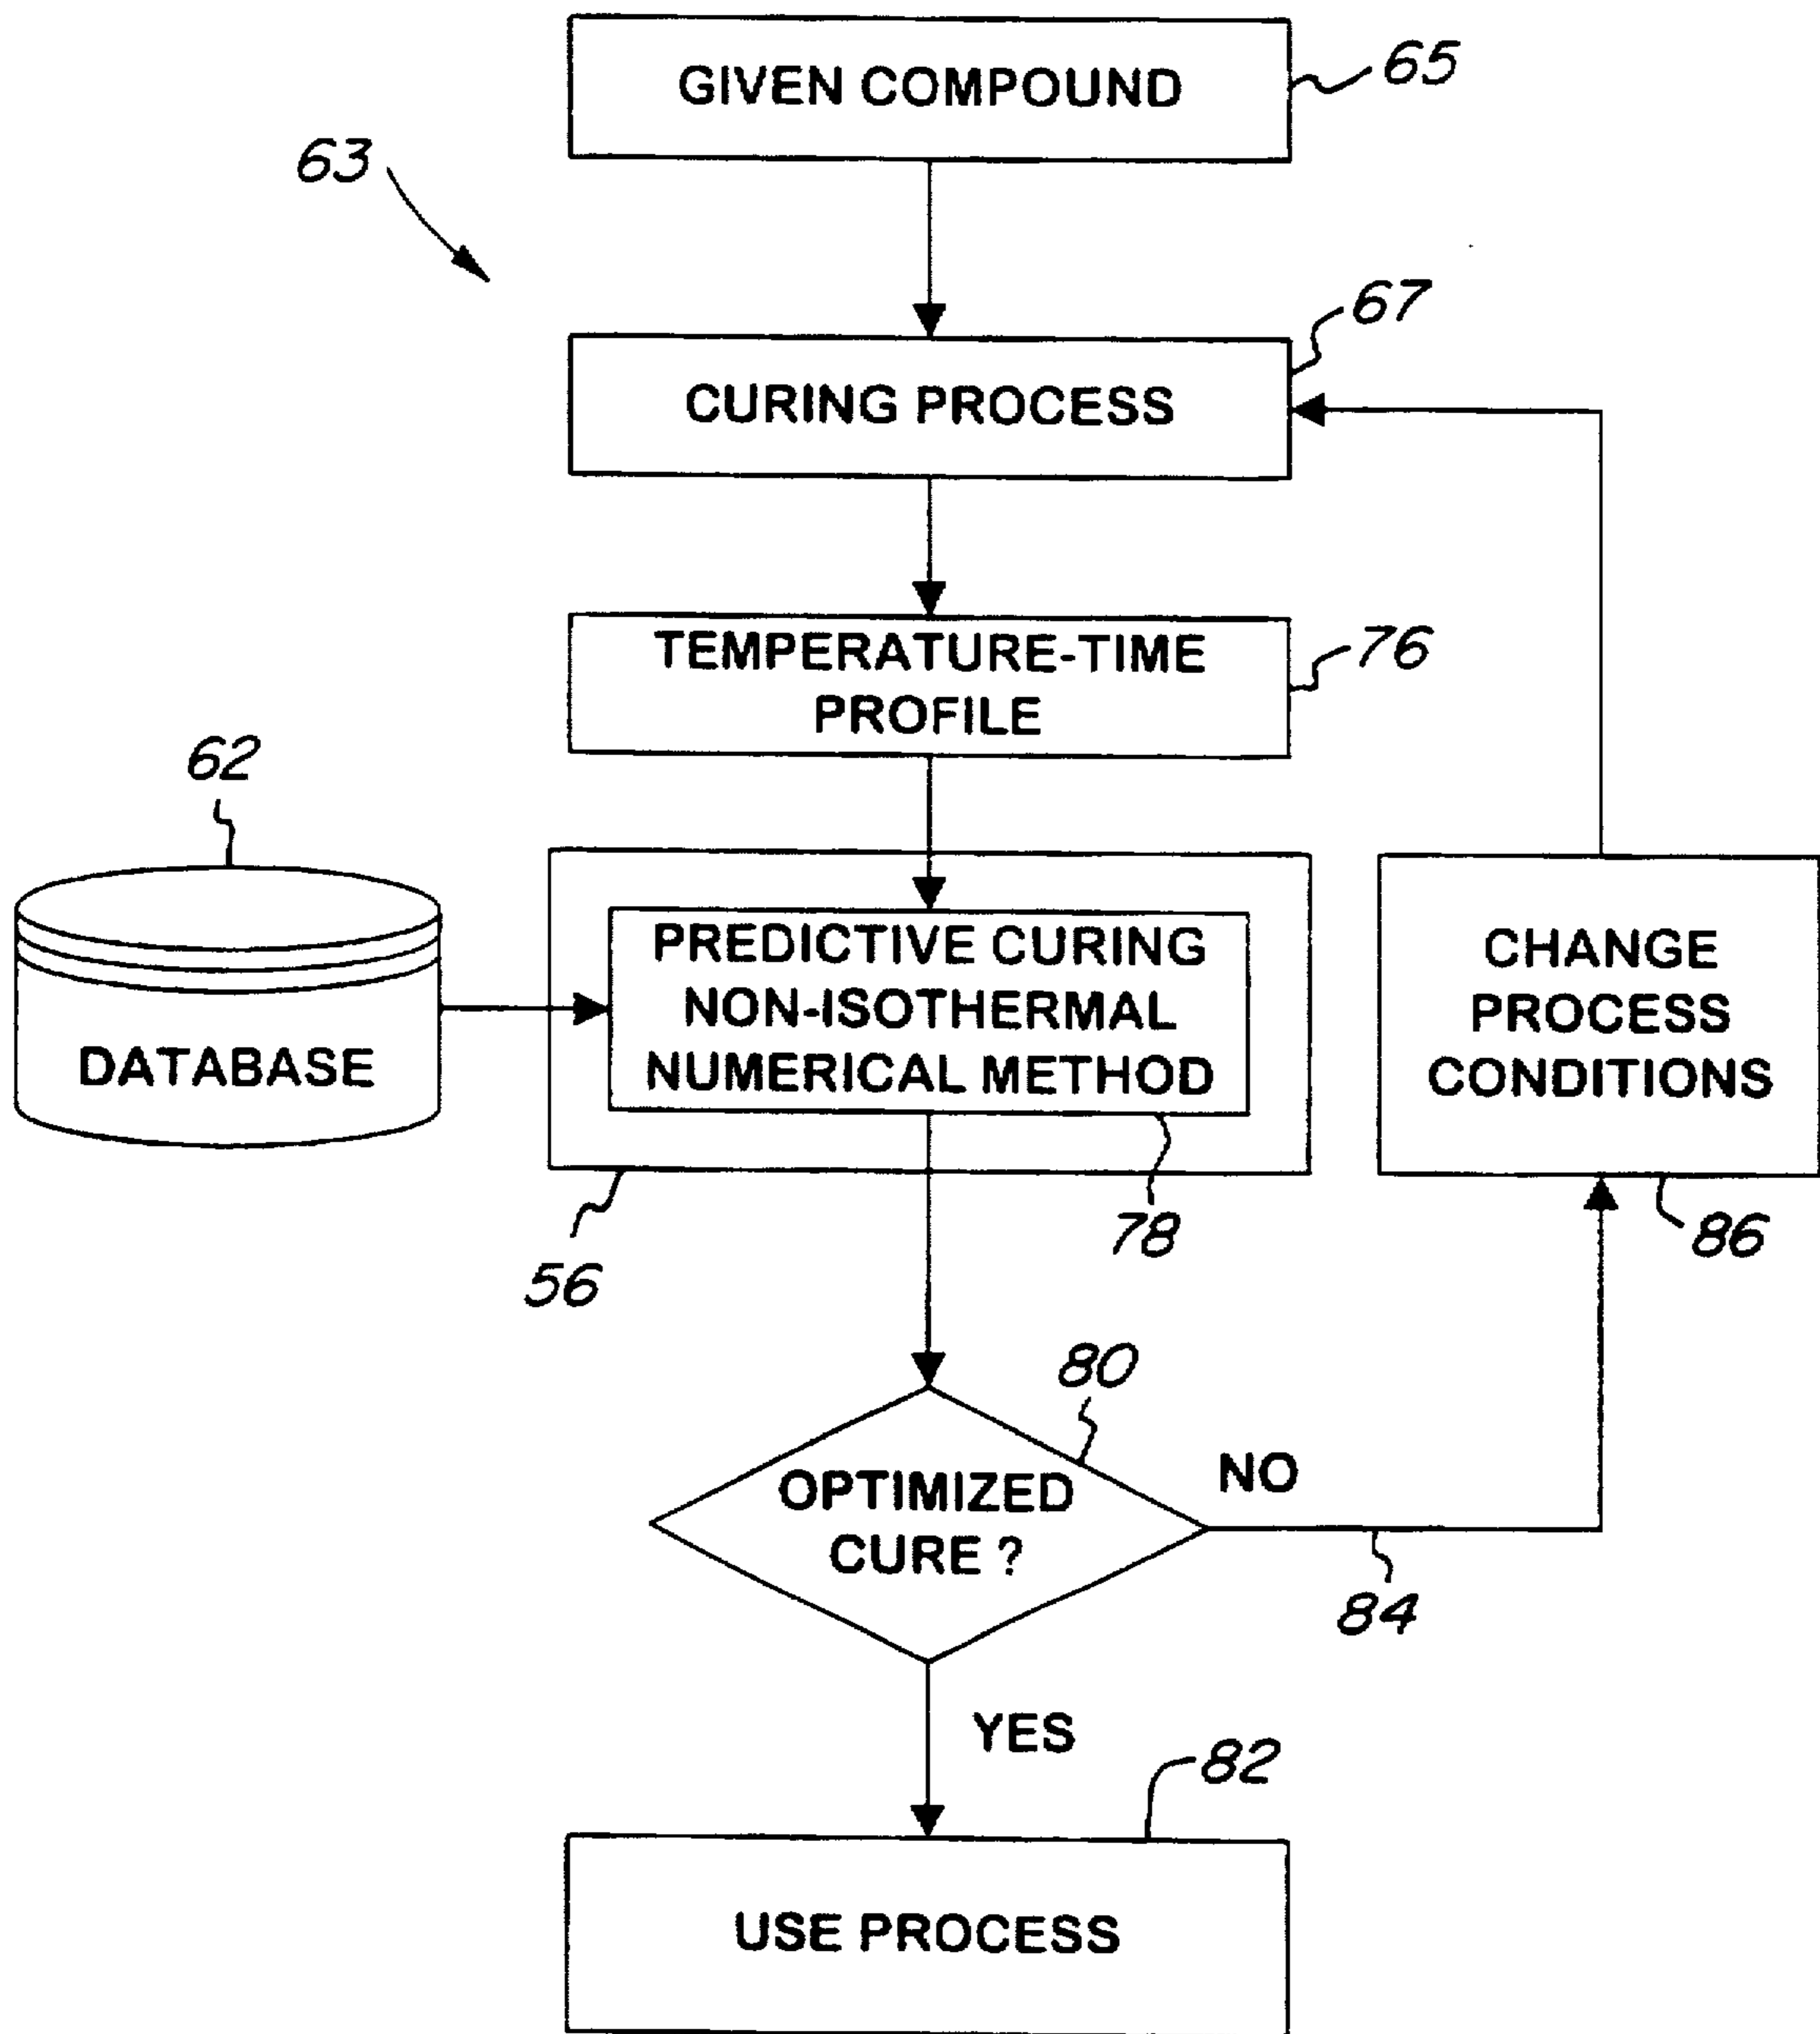 GIVEN COMPOUND
65
63
67
CURING PROCESS
TEMPERATURE-TIME
PROFILE
76
62
DATABASE
PREDICTIVE CURING
NON-ISOTHERMAL
NUMERICAL METHOD
CHANGE
PROCESS
CONDITIONS
56
78
86
80
OPTIMIZED
CURE ?
NO
84
YES
82
USE PROCESS